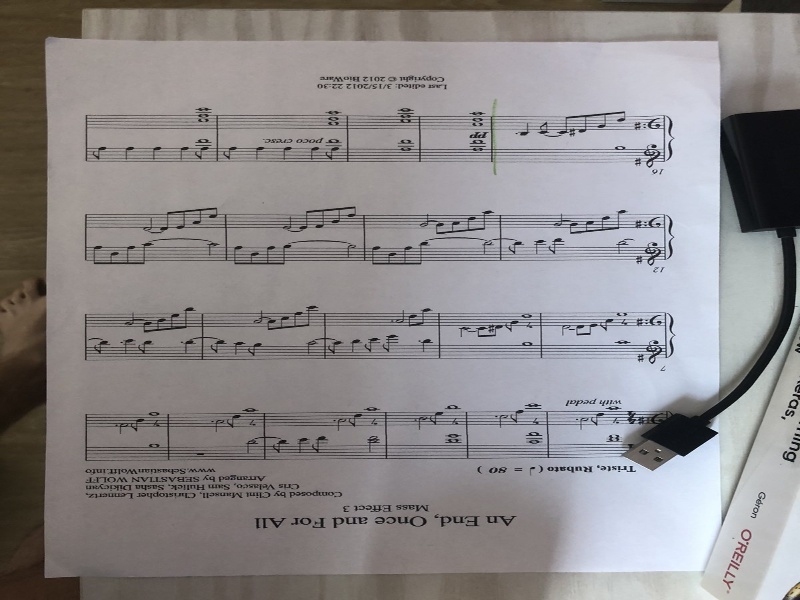 An End, Once and For All
Mass Effect 3
Composed by Clint Mansell, Christopher Lennertz,
Cris Velasco, Sam Hulick, Sasha Dikicyan
Arranged by SEBASTIAN WOLFF
www.SebastianWolff.info
Triste, Rubato (♩ = 80 )
with pedal
7
12
16
pp
poco cresc.
Last edited: 3/15/2012 22:30
Copyright © 2012 BioWare
Géron
O'REILLY